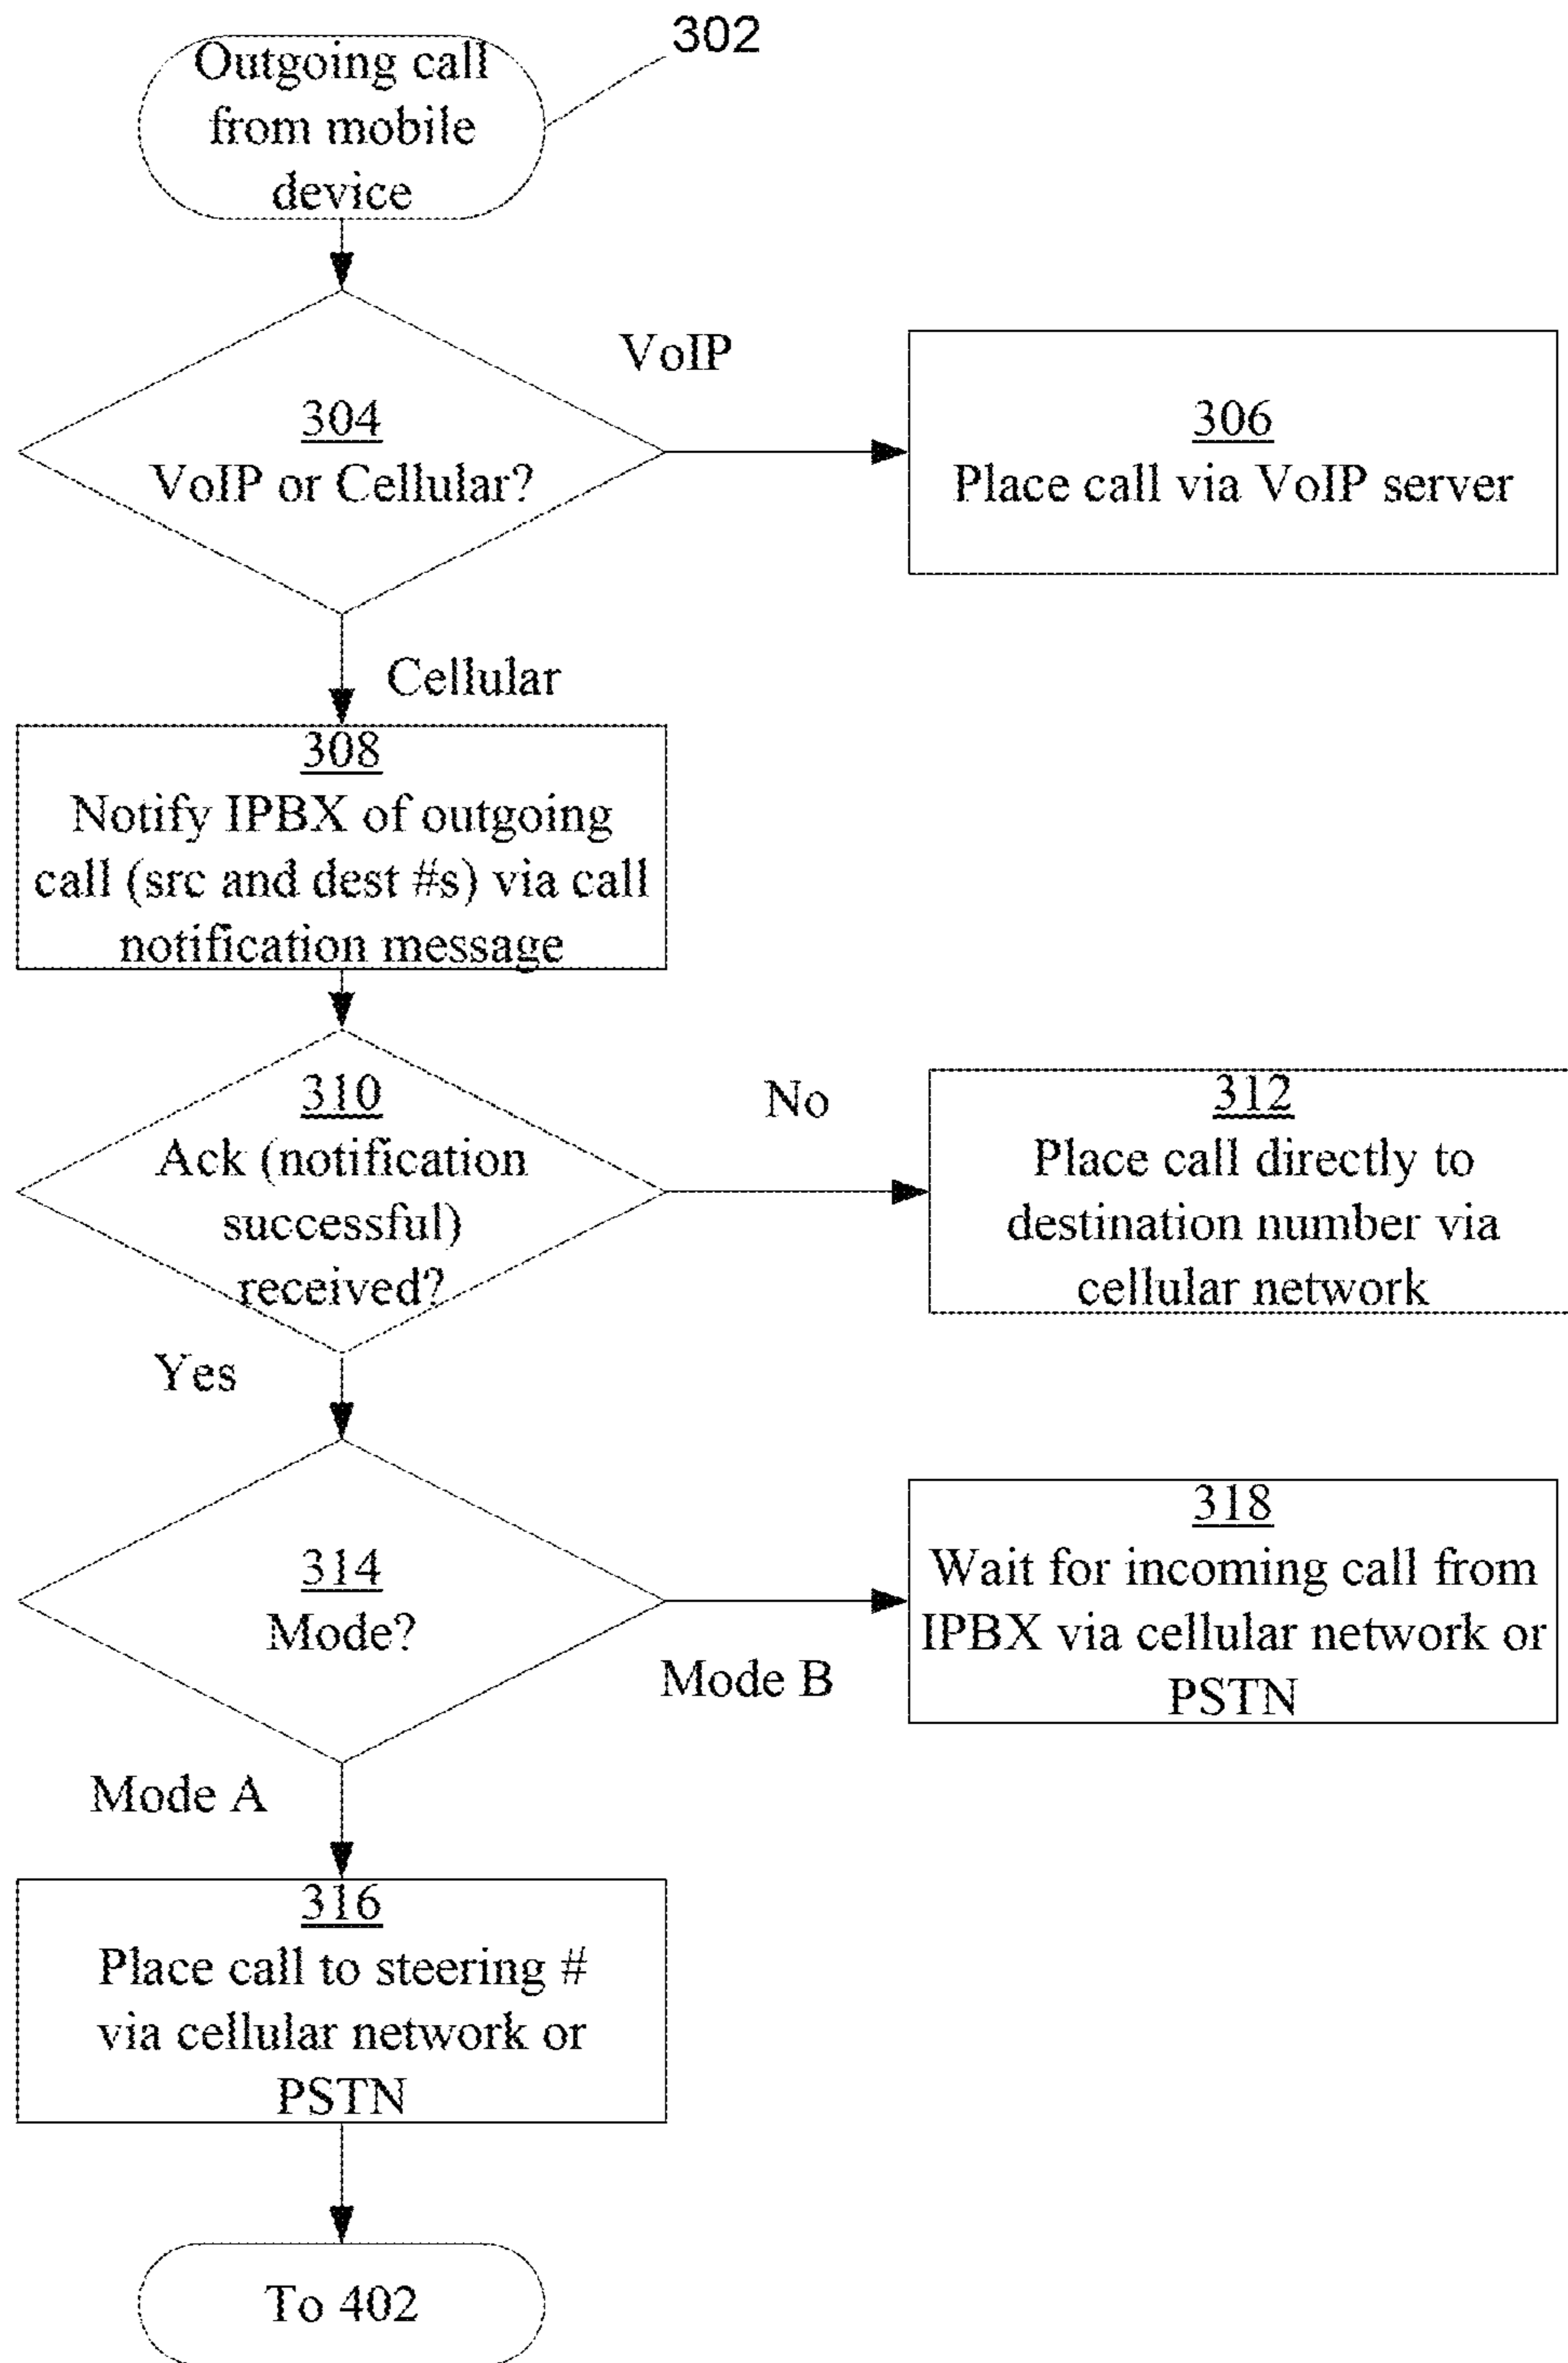 302
Outgoing call
from mobile
device
VoIP
304
VoIP or Cellular?
306
Place call via VoIP server
Cellular
308
Notify IPBX of outgoing
call (src and dest #s) via call
notification message
310
Ack (notification
successful)
received?
No
312
Place call directly to
destination number via
cellular network
Yes
314
Mode?
318
Wait for incoming call from
IPBX via cellular network or
PSTN
Mode B
Mode A
316
Place call to steering #
via cellular network or
PSTN
To 402